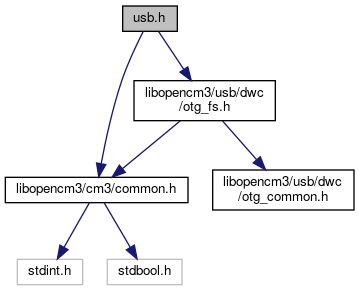 usb.h
libopencm3/usb/dwc
/otg_fs.h
libopencm3/cm3/common.h
libopencm3/usb/dwc
/otg_common.h
stdint.h
stdbool.h